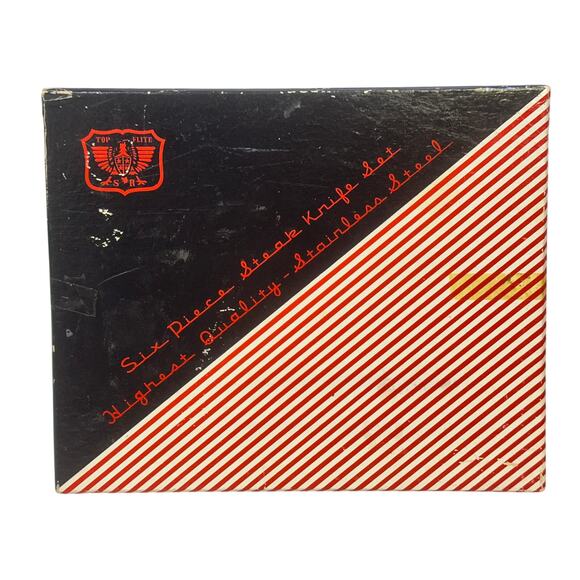 TOP FLITE
S R
Six Piece Steak Knife Set
Highest Quality - Stainless Steel